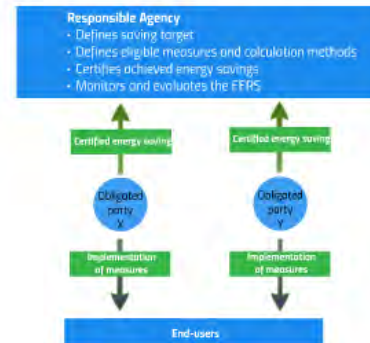 Responsible Agency
• Defines saving target
• Defines eligible measures and calculation methods
• Certifies achieved energy savings
• Monitors and evaluates the EERS
Certified energy saving
Certified energy saving
Obligated
party
X
Obligated
party
Y
Implementation
of measures
Implementation
of measures
End-users